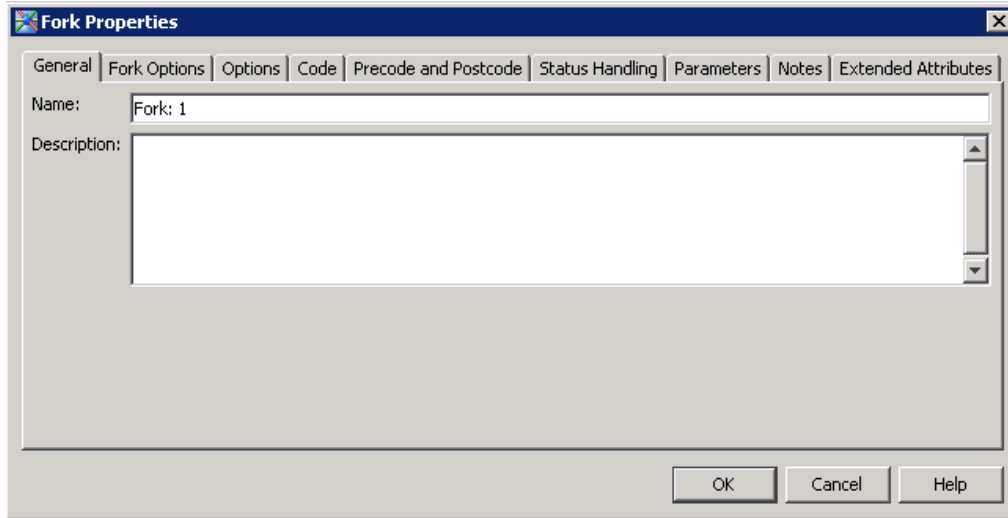 Fork Properties
General Fork Options Options Code Precode and Postcode Status Handling Parameters Notes Extended Attributes
Name: Fork: 1
Description:
OK Cancel Help